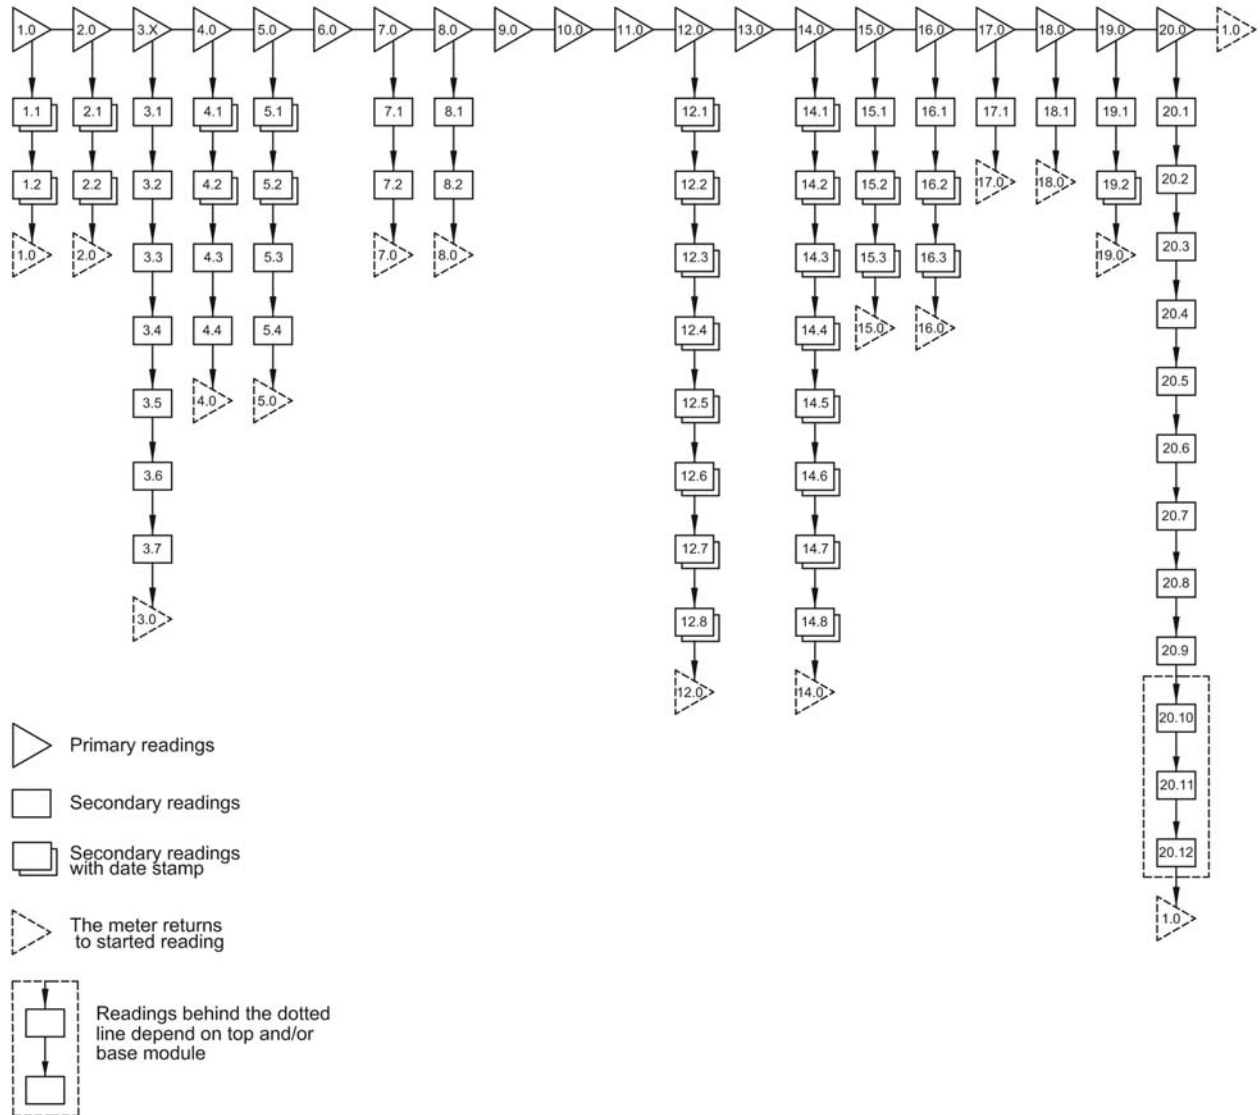 1.0 2.0 3.X 4.0 5.0 6.0 7.0 8.0 9.0 10.0 11.0 12.0 13.0 14.0 15.0 16.0 17.0 18.0 19.0 20.0 1.0
1.1 2.1 3.1 4.1 5.1 7.1 8.1 12.1 14.1 15.1 16.1 17.1 18.1 19.1 20.1
1.2 2.2 3.2 4.2 5.2 7.2 8.2 12.2 14.2 15.2 16.2 17.0 18.0 19.2 20.2
1.0 2.0 3.3 4.3 5.3 7.0 8.0 12.3 14.3 15.3 16.3 19.0 20.3
3.4 4.4 5.4 12.4 14.4 15.0 16.0 20.4
3.5 4.0 5.0 12.5 14.5 20.5
3.6 12.6 14.6 20.6
3.7 12.7 14.7 20.7
3.0 12.8 14.8 20.8
12.0 14.0 20.9
20.10
20.11
20.12
1.0
Primary readings
Secondary readings
Secondary readings
with date stamp
The meter returns
to started reading
Readings behind the dotted
line depend on top and/or
base module